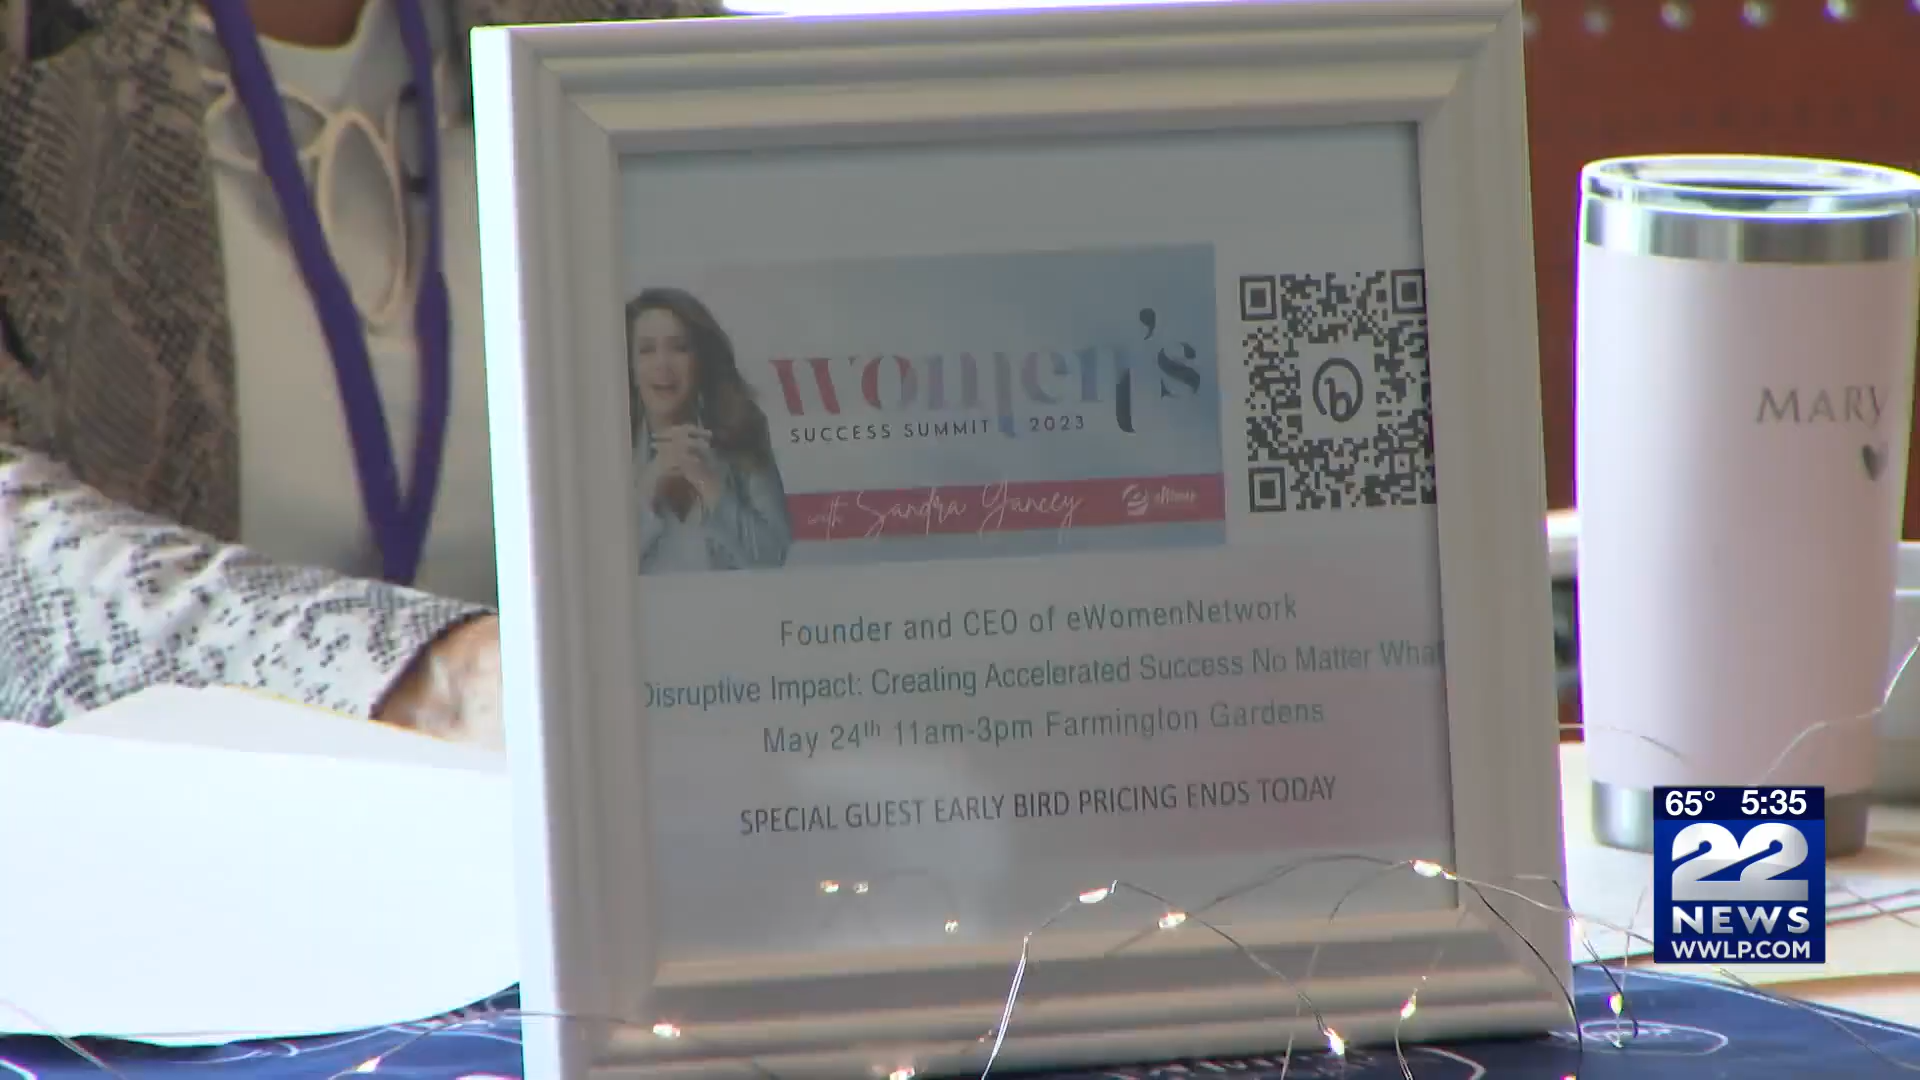 women's
SUCCESS SUMMIT 2023
with Sandra Yancey
Founder and CEO of eWomenNetwork
Disruptive Impact: Creating Accelerated Success No Matter What
May 24th 11am-3pm Farmington Gardens
SPECIAL GUEST EARLY BIRD PRICING ENDS TODAY
MARY
65° 5:35
22
NEWS
WWLP.COM